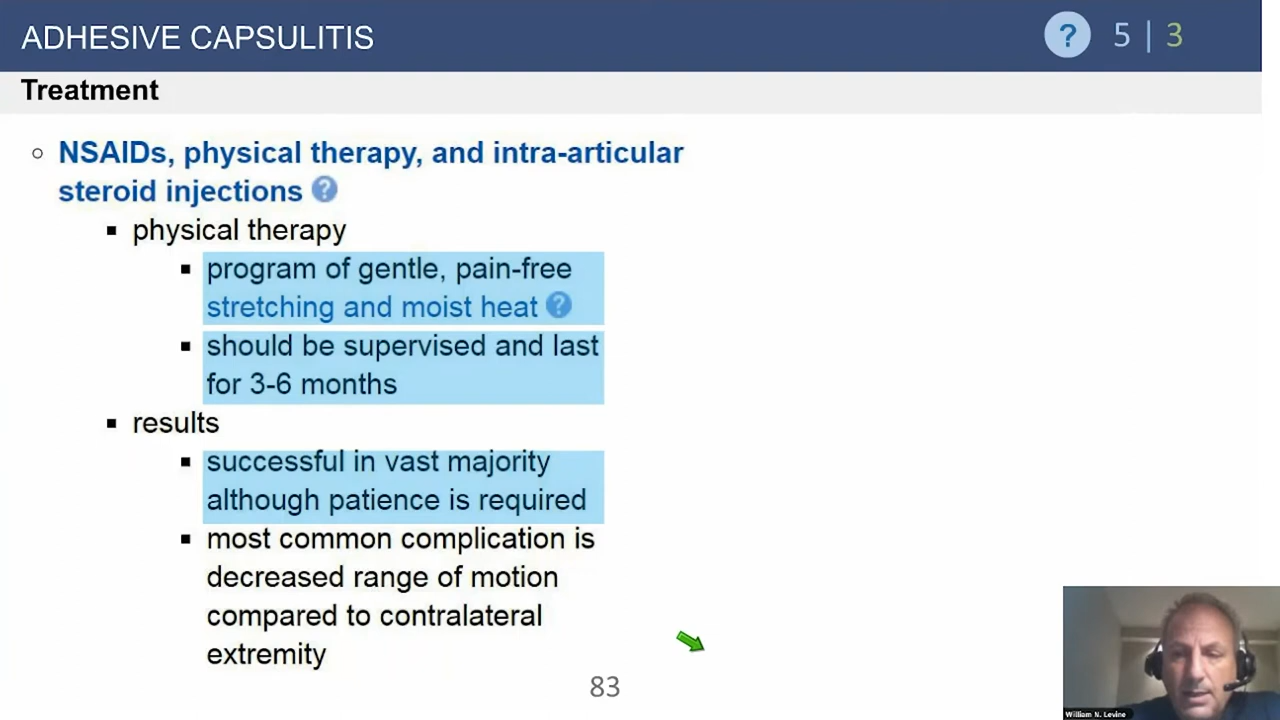 ADHESIVE CAPSULITIS
? 5 | 3
Treatment
NSAIDs, physical therapy, and intra-articular
steroid injections ?
physical therapy
program of gentle, pain-free
stretching and moist heat ?
should be supervised and last
for 3-6 months
results
successful in vast majority
although patience is required
most common complication is
decreased range of motion
compared to contralateral
extremity
83
William N. Levine